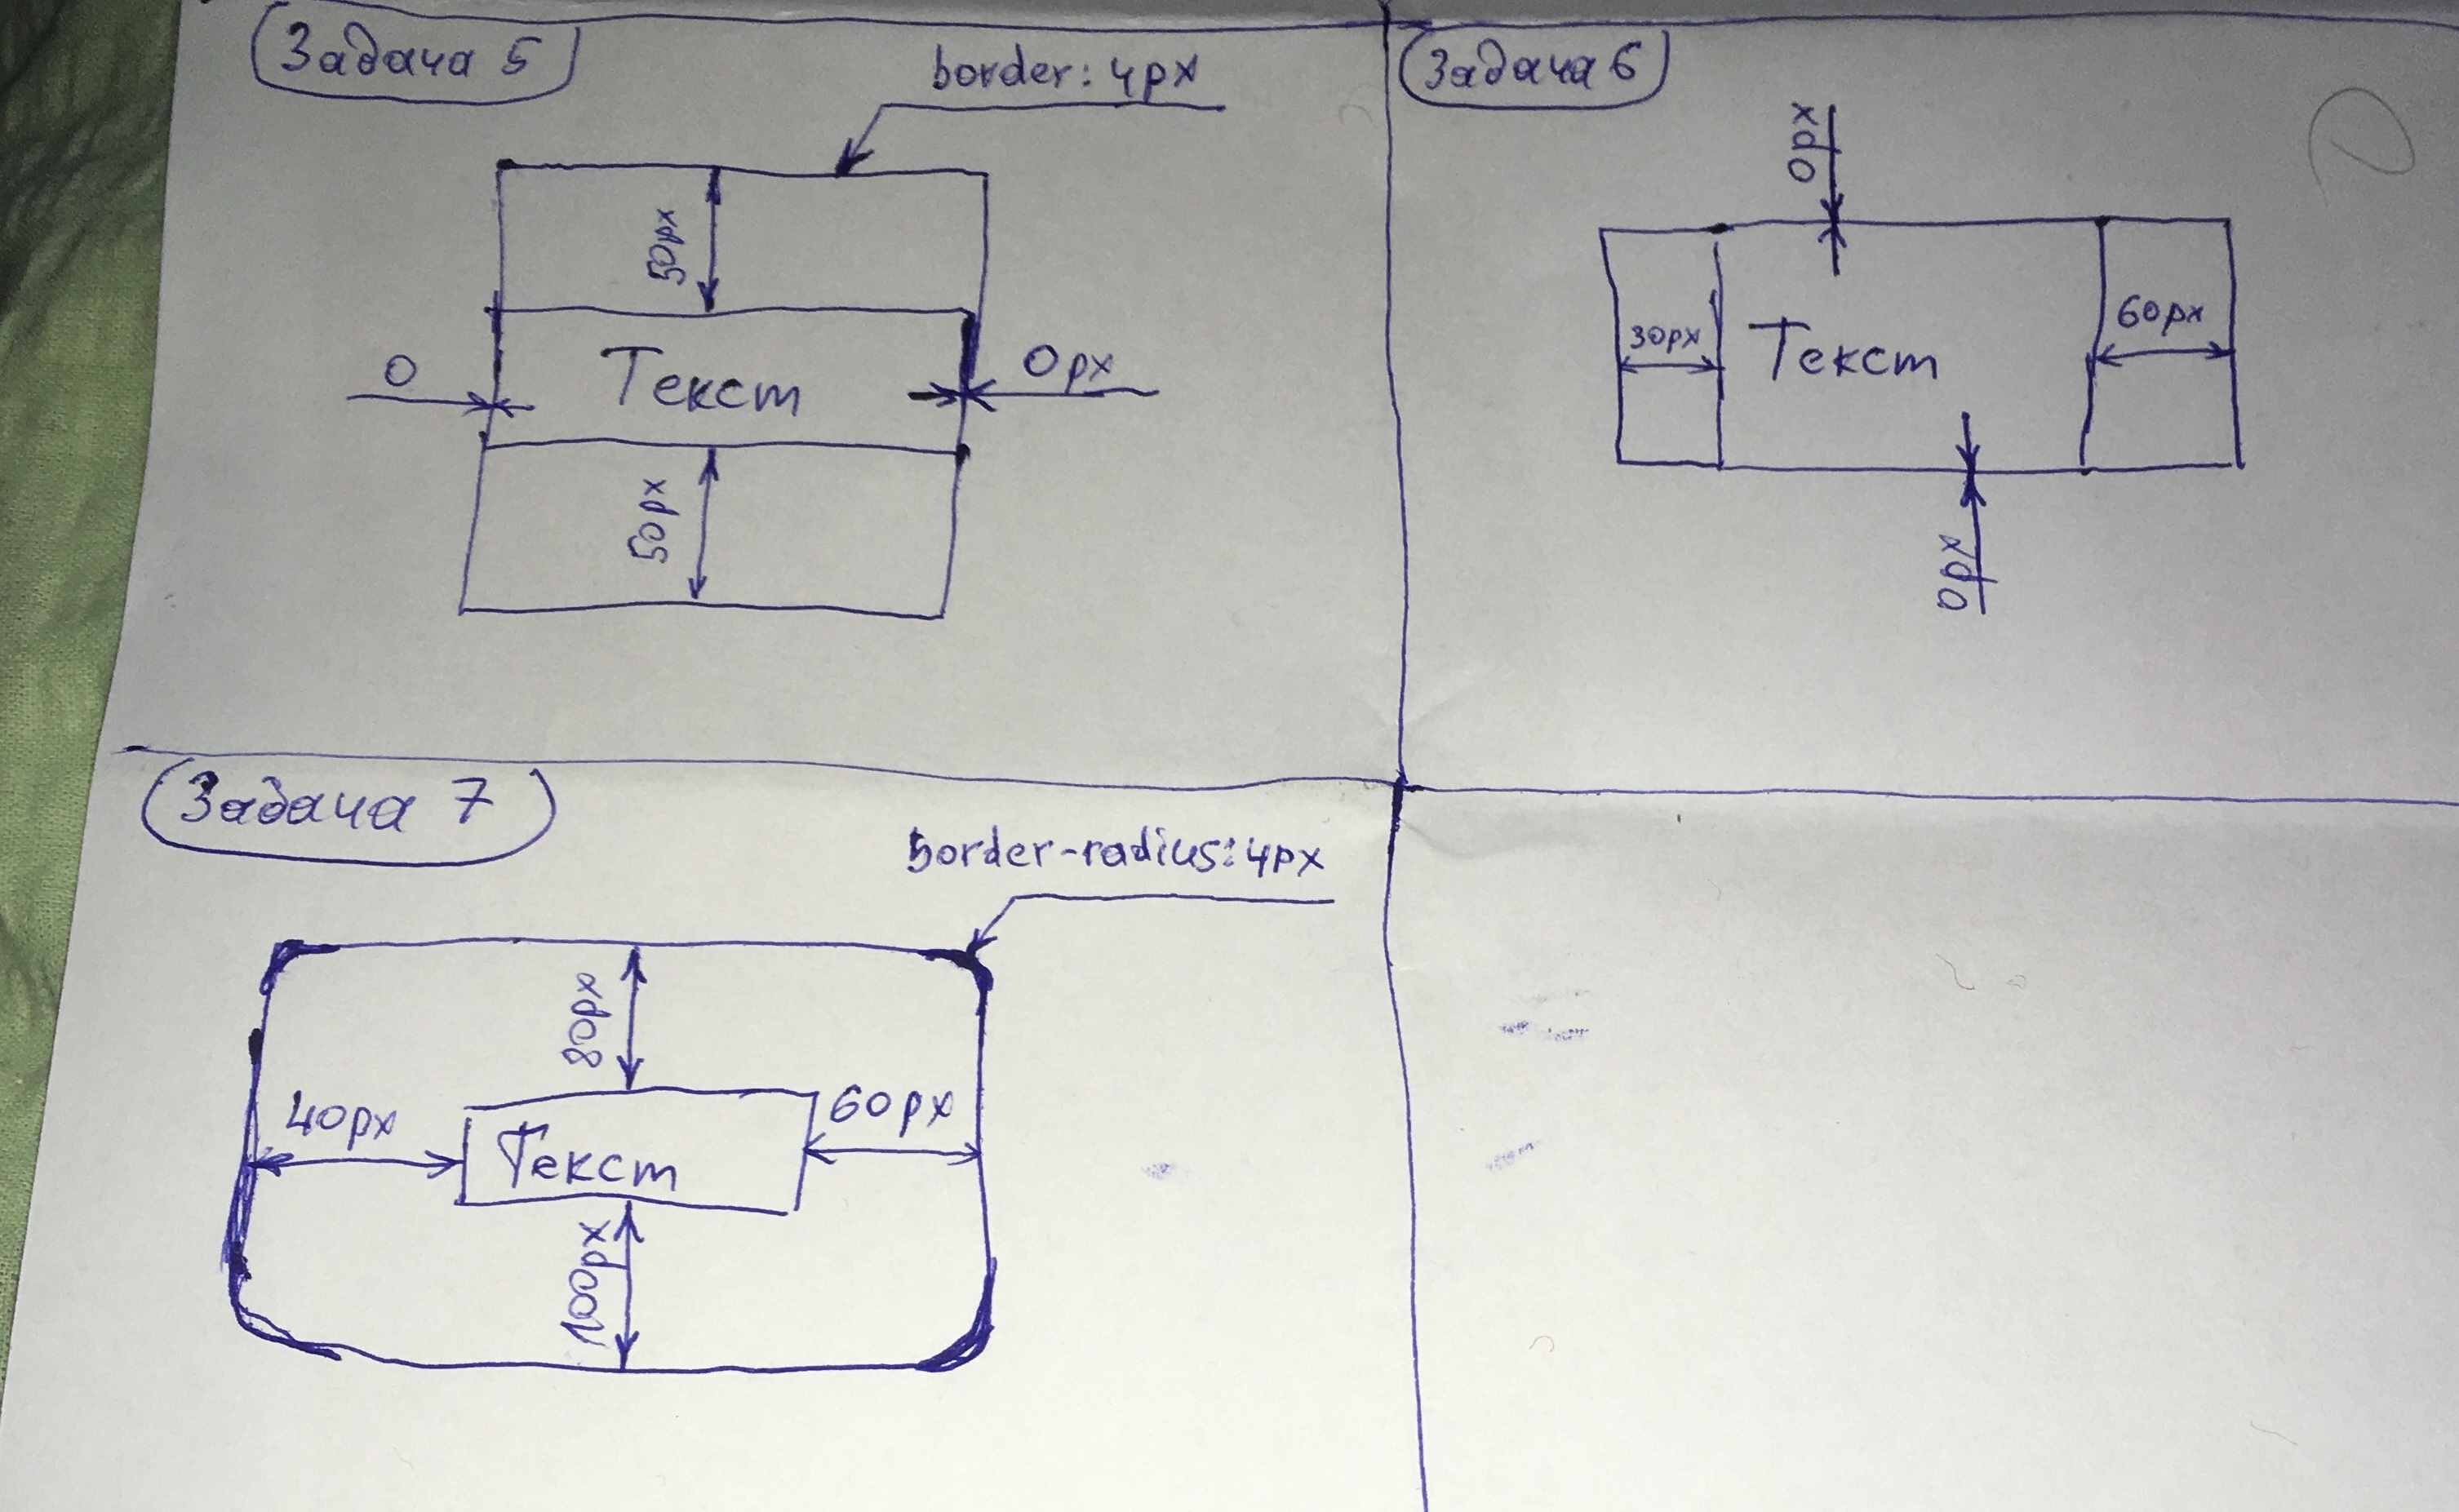 Задача 5
border: 4px
50px
0
Текст
0px
50px
Задача 6
0px
30px
Текст
60px
0px
Задача 7
border-radius: 4px
80px
40px
Текст
60px
100px